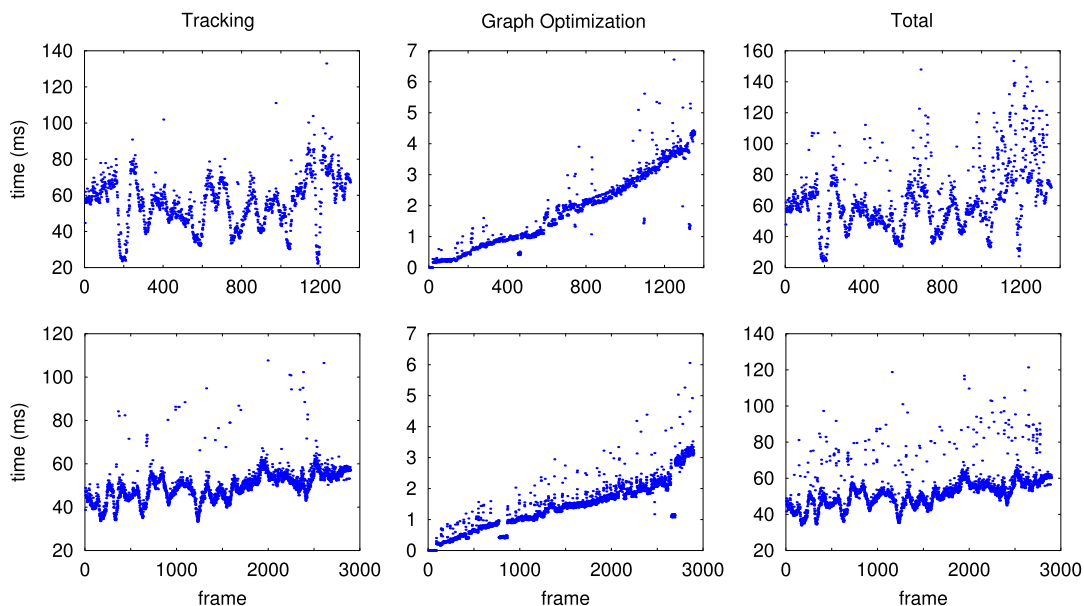 Tracking Graph Optimization Total
140 7 160
120 6 140
100 5 120
80 4 100
60 3 80
40 2 60
20 1 40
0 20
time (ms)
0 400 800 1200 0 400 800 1200 0 400 800 1200
120 7 140
100 6 120
80 5 100
60 4 80
40 3 60
20 2 40
1 20
0
time (ms)
0 1000 2000 3000 0 1000 2000 3000 0 1000 2000 3000
frame frame frame